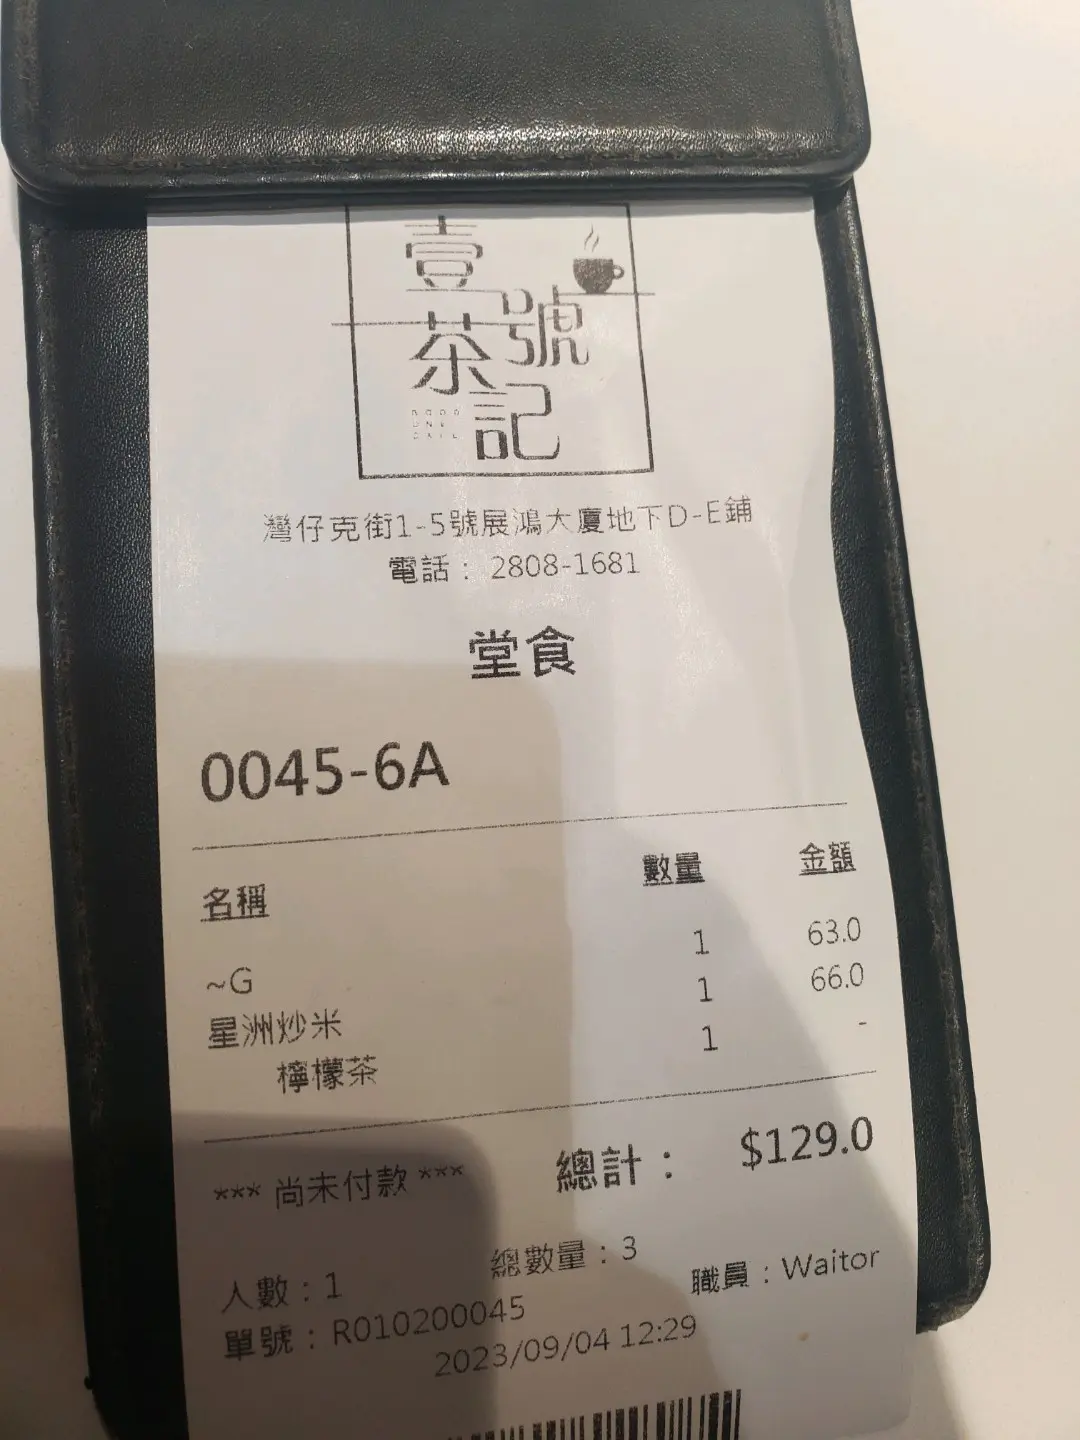 壹號
茶記
GOOD
ONE
CAFE
灣仔克街1-5號展鴻大廈地下D-E鋪
電話： 2808-1681
堂食
0045-6A
名稱 數量 金額
~G 1 63.0
星洲炒米 1 66.0
檸檬茶 1 -
*** 尚未付款 *** 總計： $129.0
人數：1 總數量：3 職員：Waitor
單號：R010200045
2023/09/04 12:29